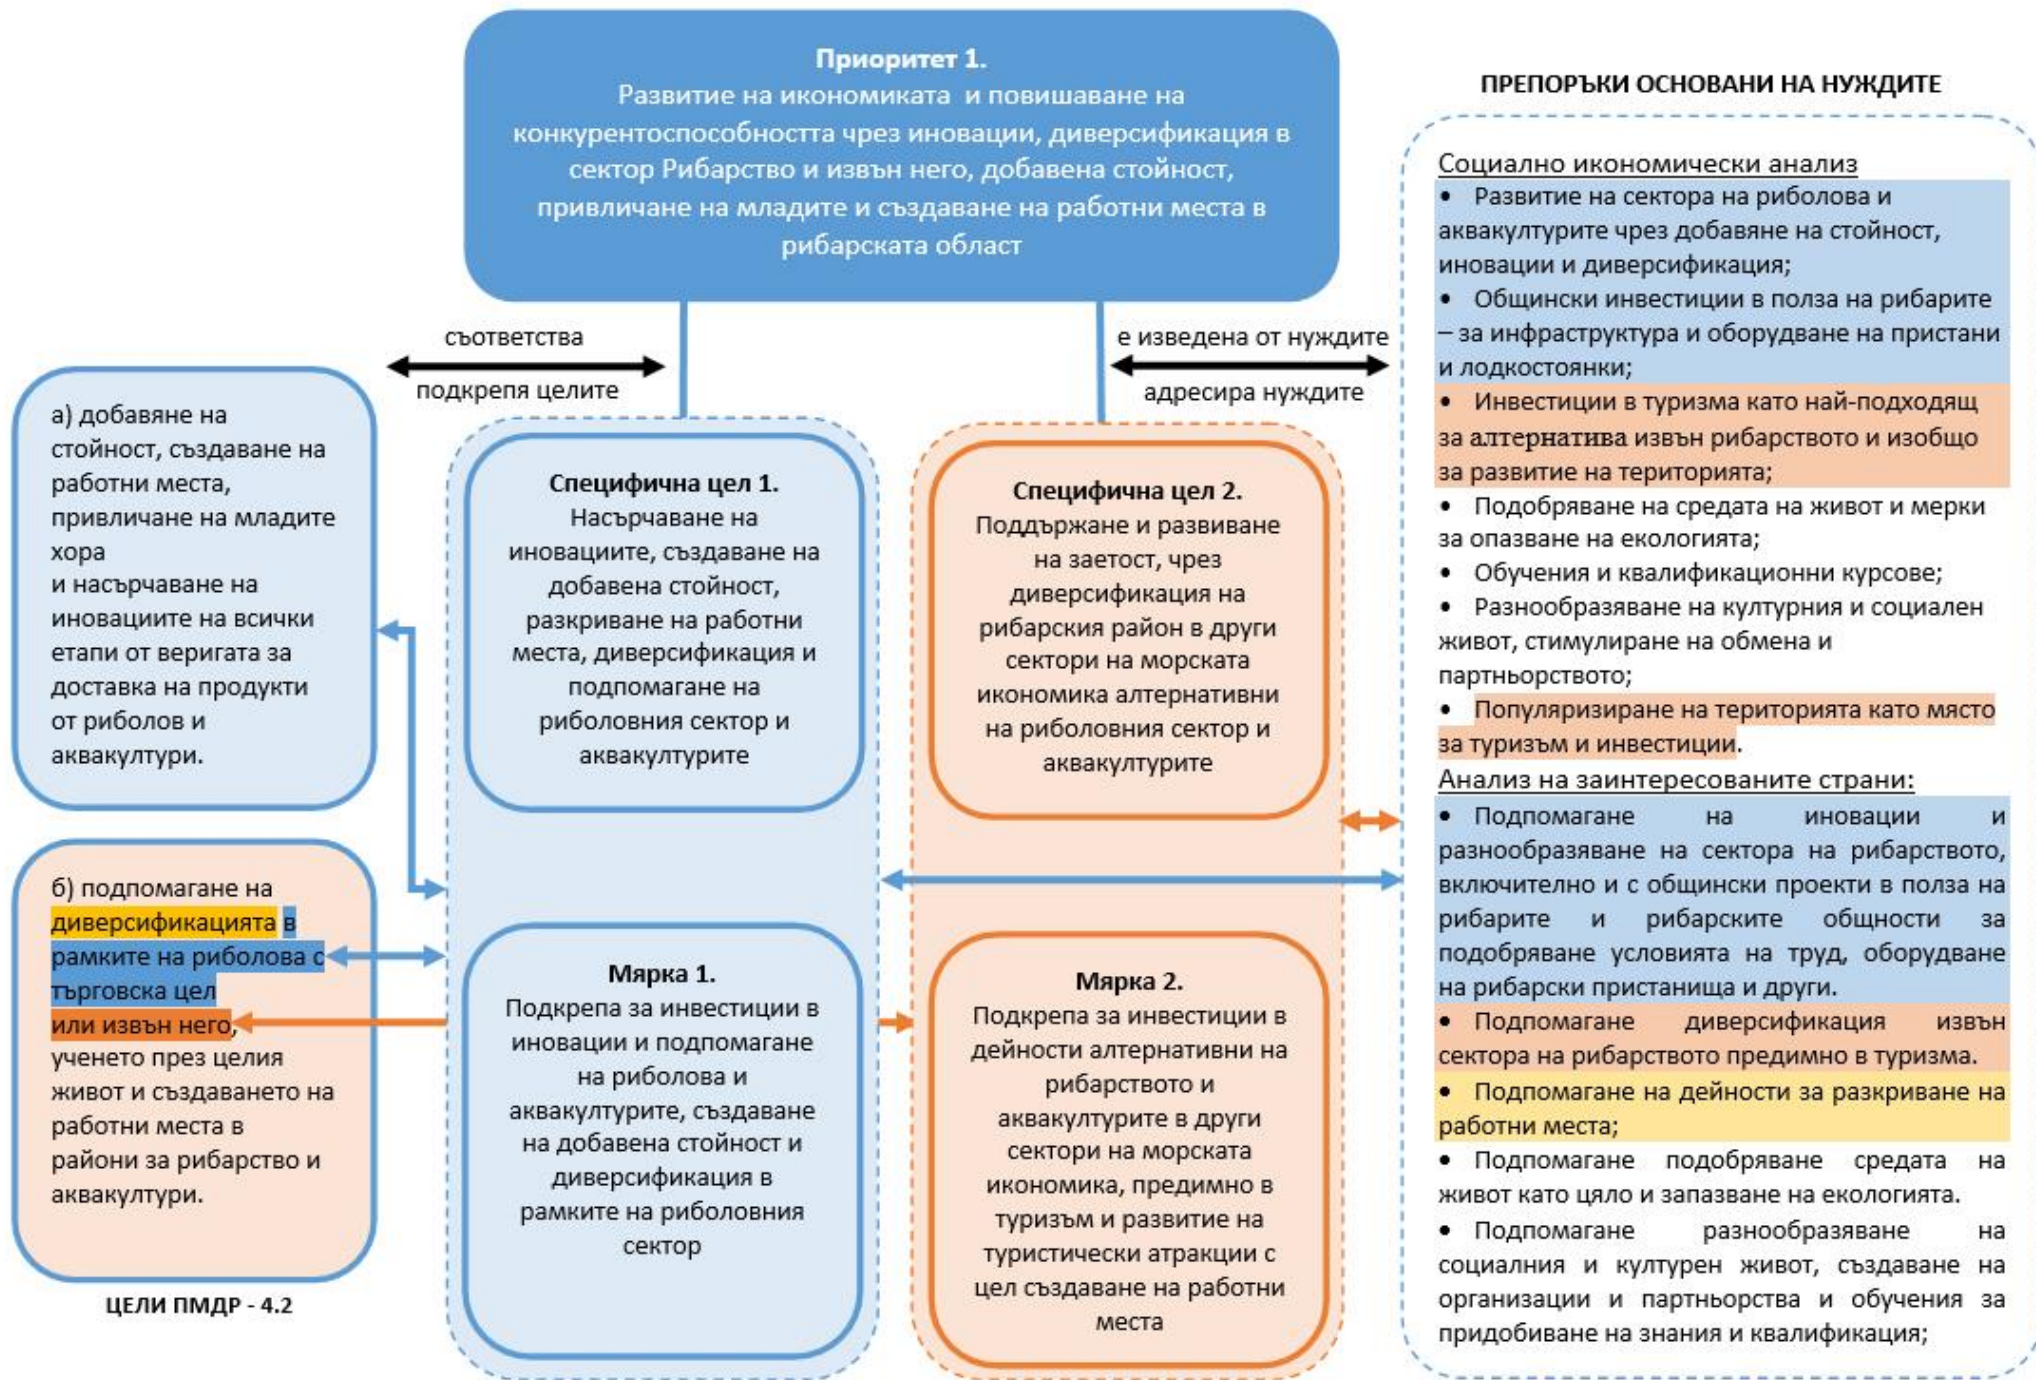 Приоритет 1.
Развитие на икономиката и повишаване на
конкурентоспособността чрез иновации, диверсификация в
сектор Рибарство и извън него, добавена стойност,
привличане на младите и създаване на работни места в
рибарската област
съответства
подкрепя целите
е изведена от нуждите
адресира нуждите
а) добавяне на
стойност, създаване на
работни места,
привличане на младите
хора
и насърчаване на
иновациите на всички
етапи от веригата за
доставка на продукти
от риболов и
аквакултури.
б) подпомагане на
диверсификацията в
рамките на риболова с
търговска цел
или извън него,
ученето през целия
живот и създаването на
работни места в
райони за рибарство и
аквакултури.
ЦЕЛИ ПМДР - 4.2
Специфична цел 1.
Насърчаване на
иновациите, създаване на
добавена стойност,
разкриване на работни
места, диверсификация и
подпомагане на
риболовния сектор и
аквакултурите
Мярка 1.
Подкрепа за инвестиции в
иновации и подпомагане
на риболова и
аквакултурите, създаване
на добавена стойност и
диверсификация в
рамките на риболовния
сектор
Специфична цел 2.
Поддържане и развиване
на заетост, чрез
диверсификация на
рибарския район в други
сектори на морската
икономика алтернативни
на риболовния сектор и
аквакултурите
Мярка 2.
Подкрепа за инвестиции в
дейности алтернативни на
рибарството и
аквакултурите в други
сектори на морската
икономика, предимно в
туризъм и развитие на
туристически атракции с
цел създаване на работни
места
ПРЕПОРЪКИ ОСНОВАНИ НА НУЖДИТЕ
Социално икономически анализ
• Развитие на сектора на риболова и
аквакултурите чрез добавяне на стойност,
иновации и диверсификация;
• Общински инвестиции в полза на рибарите
– за инфраструктура и оборудване на пристани
и лодкостоянки;
• Инвестиции в туризма като най-подходящ
за алтернатива извън рибарството и изобщо
за развитие на територията;
• Подобряване на средата на живот и мерки
за опазване на екологията;
• Обучения и квалификационни курсове;
• Разнообразяване на културния и социален
живот, стимулиране на обмена и
партньорството;
• Популяризиране на територията като място
за туризъм и инвестиции.
Анализ на заинтересованите страни:
• Подпомагане на иновации и
разнообразяване на сектора на рибарството,
включително и с общински проекти в полза на
рибарите и рибарските общности за
подобряване условията на труд, оборудване
на рибарски пристанища и други.
• Подпомагане диверсификация извън
сектора на рибарството предимно в туризма.
• Подпомагане на дейности за разкриване на
работни места;
• Подпомагане подобряване средата на
живот като цяло и запазване на екологията.
• Подпомагане разнообразяване на
социалния и културен живот, създаване на
организации и партньорства и обучения за
придобиване на знания и квалификация;